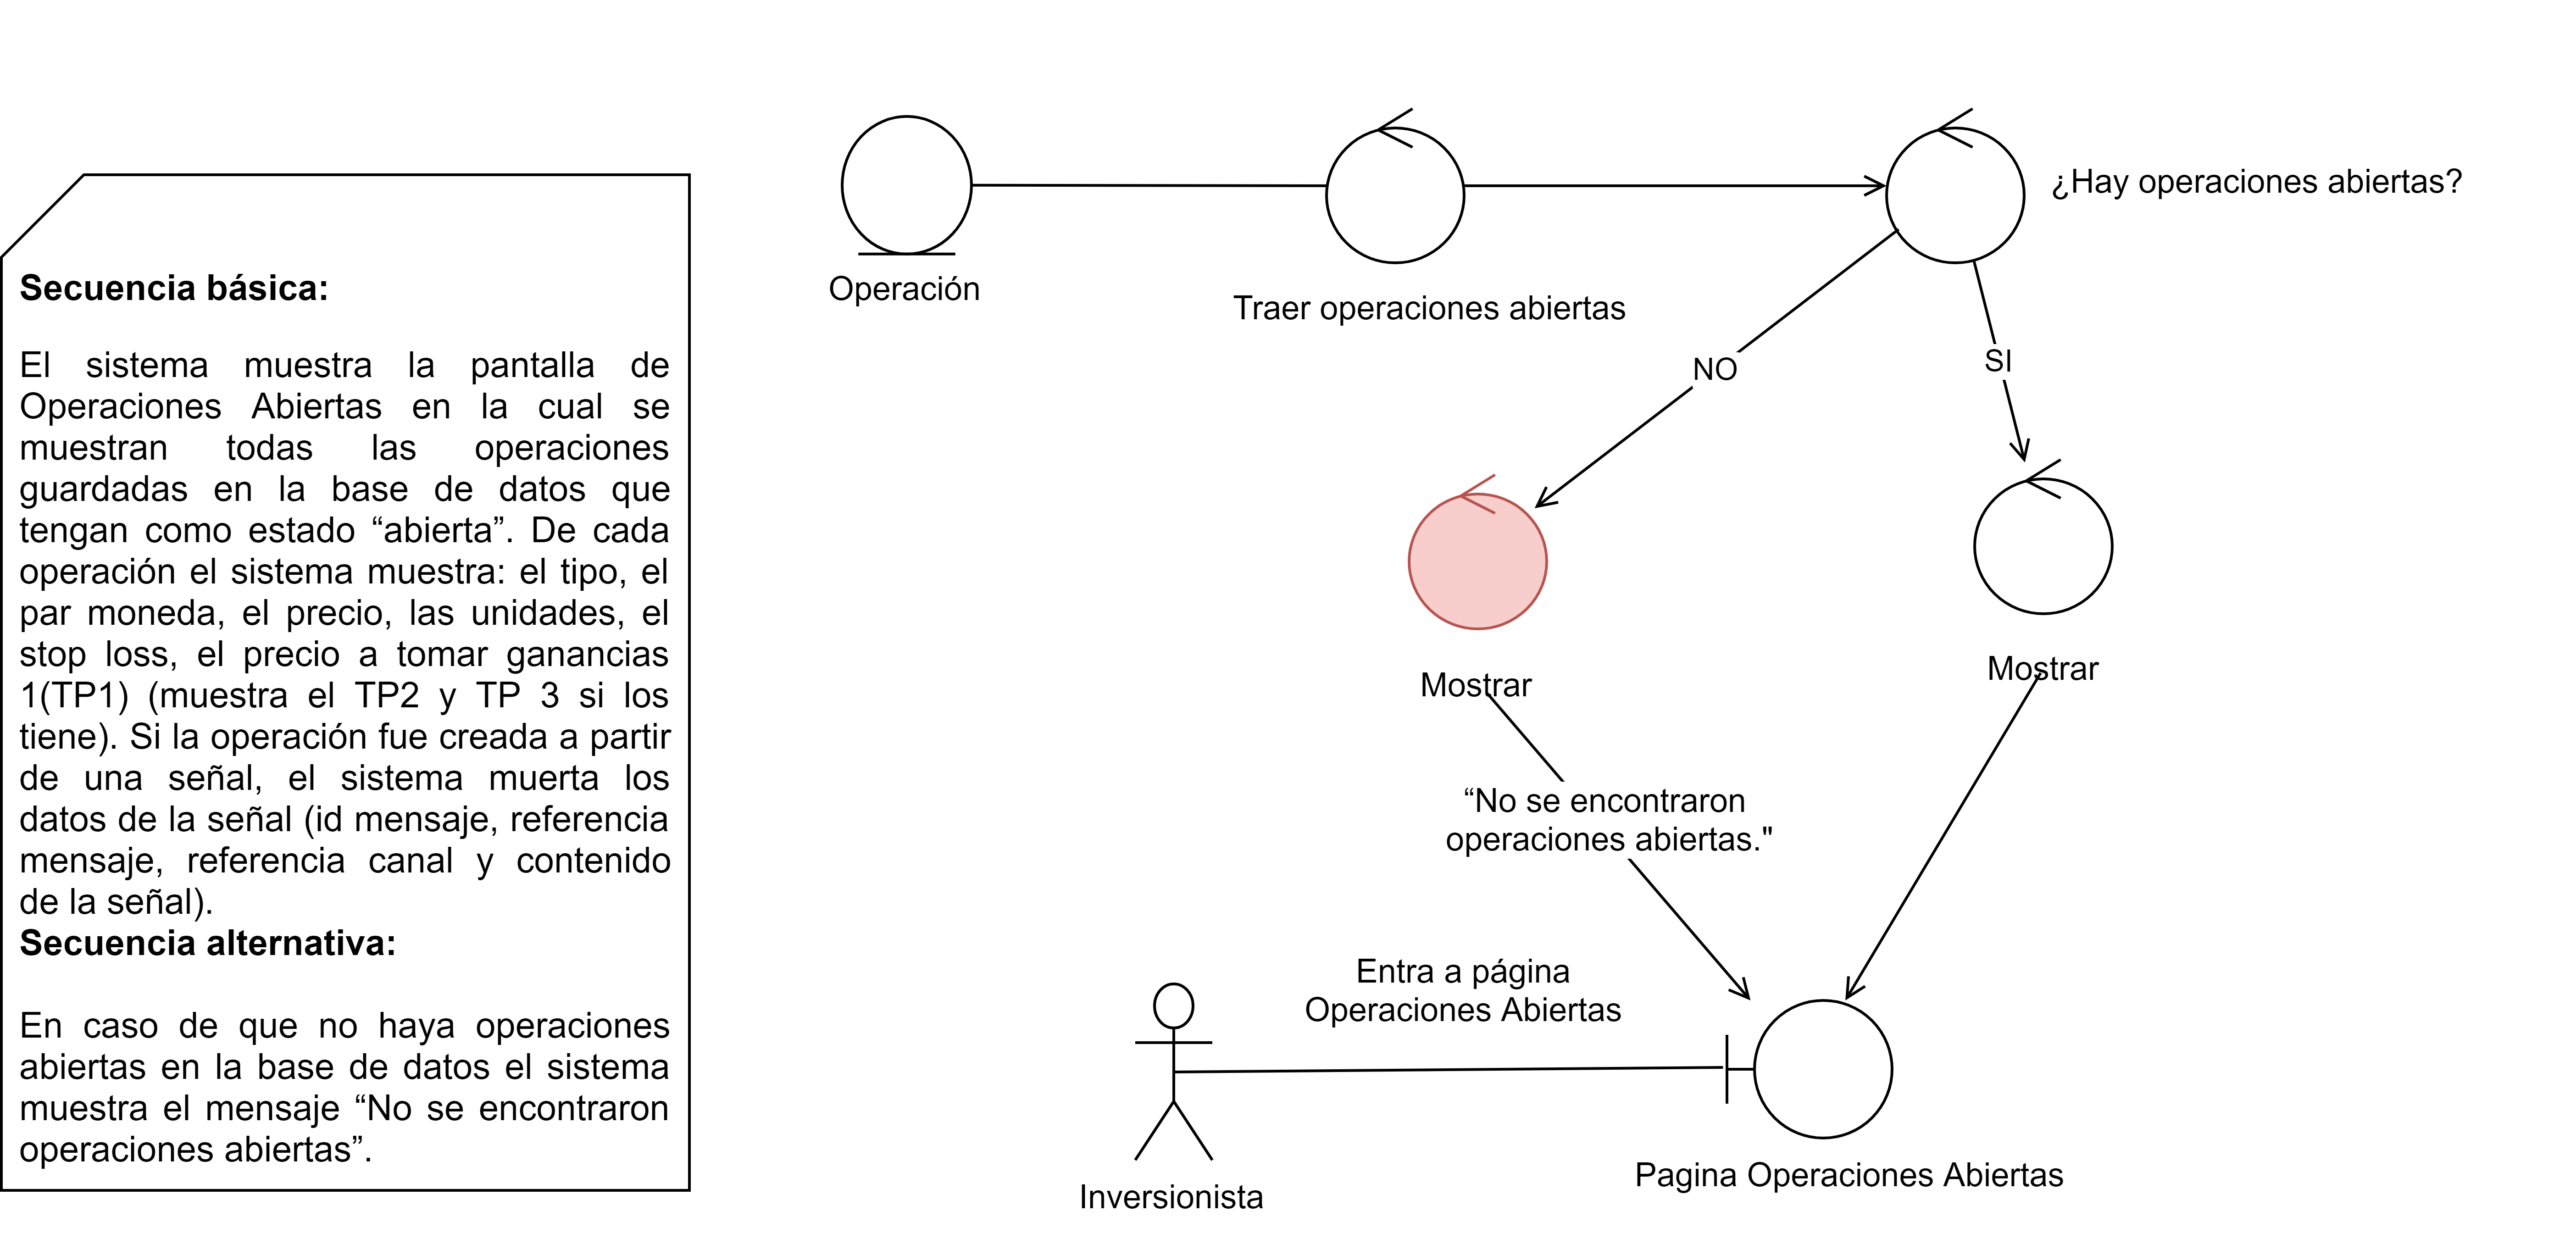 Secuencia básica:
El sistema muestra la pantalla de
Operaciones Abiertas en la cual se
muestran todas las operaciones
guardadas en la base de datos que
tengan como estado “abierta”. De cada
operación el sistema muestra: el tipo, el
par moneda, el precio, las unidades, el
stop loss, el precio a tomar ganancias
1(TP1) (muestra el TP2 y TP 3 si los
tiene). Si la operación fue creada a partir
de una señal, el sistema muerta los
datos de la señal (id mensaje, referencia
mensaje, referencia canal y contenido
de la señal).
Secuencia alternativa:
En caso de que no haya operaciones
abiertas en la base de datos el sistema
muestra el mensaje “No se encontraron
operaciones abiertas”.
Operación
Traer operaciones abiertas
¿Hay operaciones abiertas?
NO
SI
Mostrar
Mostrar
“No se encontraron
operaciones abiertas."
Entra a página
Operaciones Abiertas
Inversionista
Pagina Operaciones Abiertas